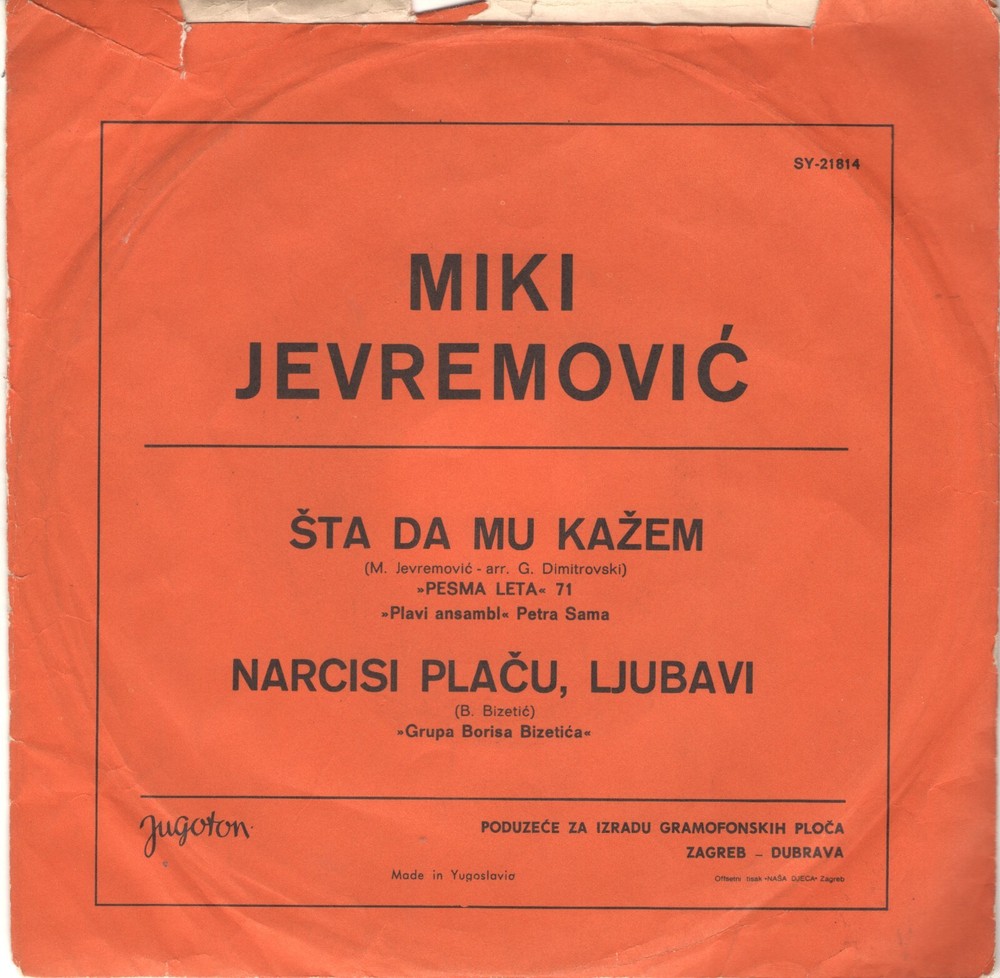 SY-21814
MIKI
JEVREMOVIĆ
ŠTA DA MU KAŽEM
(M. Jevremović - arr. G. Dimitrovski)
»PESMA LETA« 71
»Plavi ansambl« Petra Sama
NARCISI PLAČU, LJUBAVI
(B. Bizetić)
»Grupa Borisa Bizetića«
Jugoton
PODUZEĆE ZA IZRADU GRAMOFONSKIH PLOČA
ZAGREB – DUBRAVA
Made in Yugoslavia
Offsetni tisak »NAŠA DJECA« Zagreb